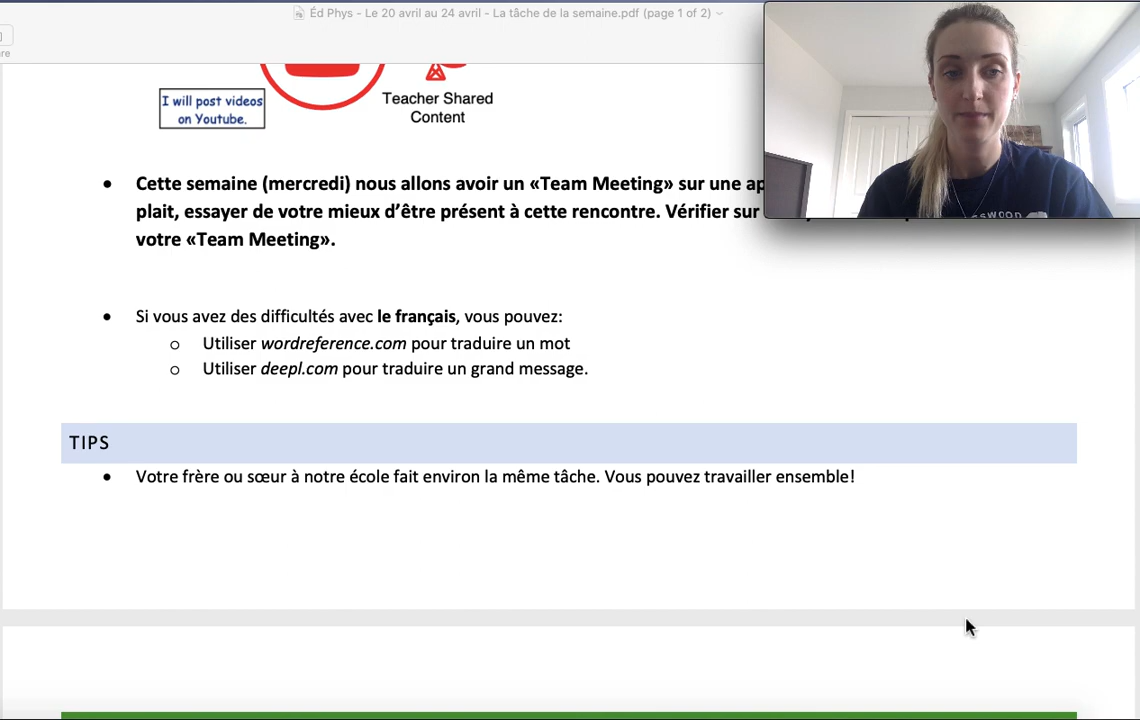 Éd Phys - Le 20 avril au 24 avril - La tâche de la semaine.pdf (page 1 of 2)
re
I will post videos
on Youtube.
Teacher Shared
Content
• Cette semaine (mercredi) nous allons avoir un «Team Meeting» sur une
plait, essayer de votre mieux d’être présent à cette rencontre. Vérifier sur
votre «Team Meeting».
• Si vous avez des difficultés avec le français, vous pouvez:
o Utiliser wordreference.com pour traduire un mot
o Utiliser deepl.com pour traduire un grand message.
TIPS
• Votre frère ou sœur à notre école fait environ la même tâche. Vous pouvez travailler ensemble!